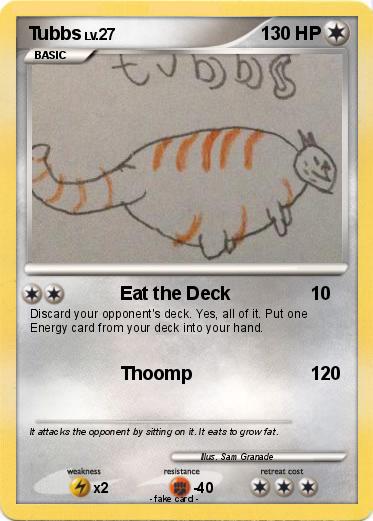 Tubbs LV.27 130 HP
BASIC
tubbs
Eat the Deck 10
Discard your opponent's deck. Yes, all of it. Put one
Energy card from your deck into your hand.
Thoomp 120
It attacks the opponent by sitting on it. It eats to grow fat.
Illus. Sam Granade
weakness resistance retreat cost
x2 -40
- fake card -